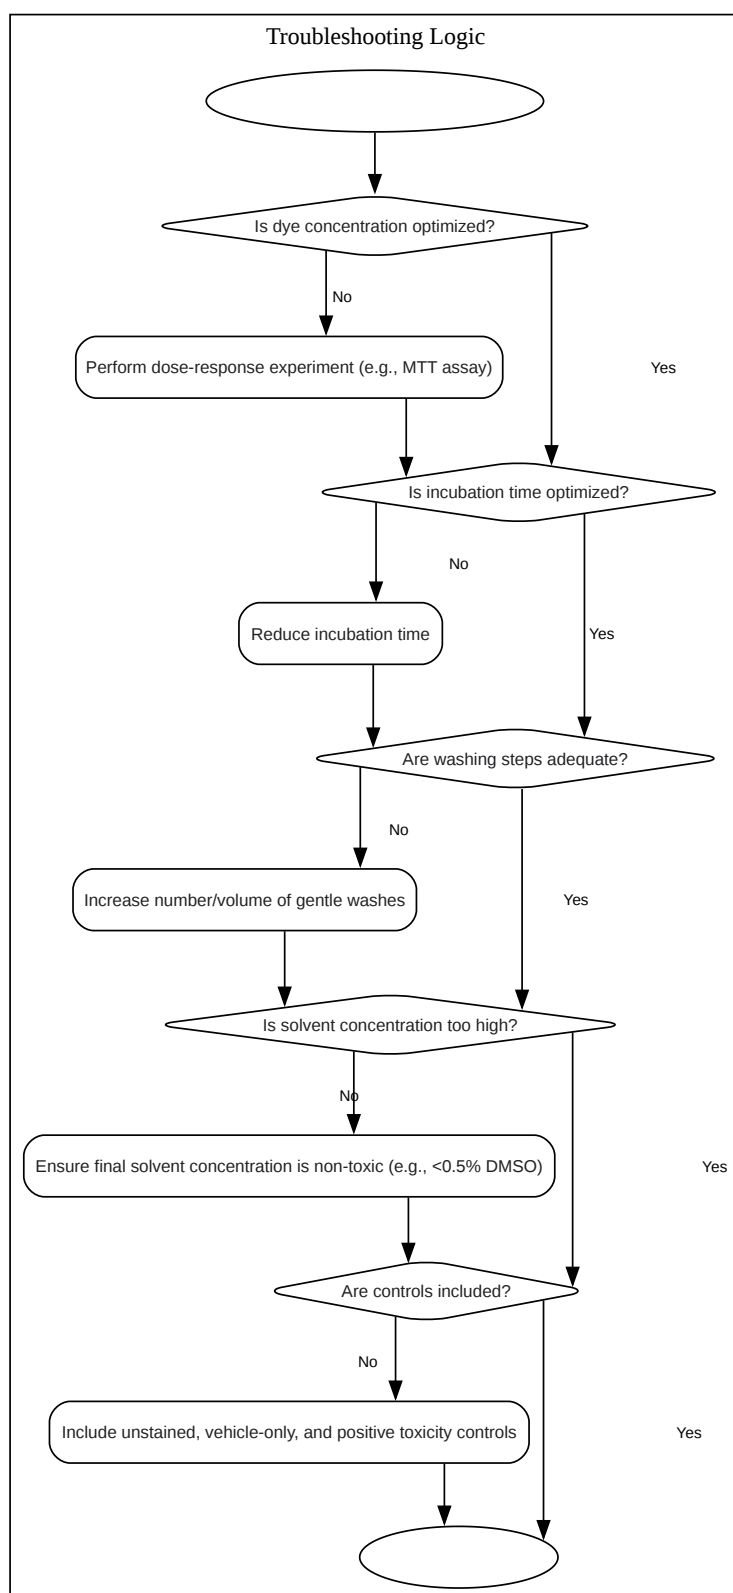 Troubleshooting Logic
Is dye concentration optimized?
No
Perform dose-response experiment (e.g., MTT assay)
Yes
Is incubation time optimized?
No
Reduce incubation time
Yes
Are washing steps adequate?
No
Increase number/volume of gentle washes
Yes
Is solvent concentration too high?
No
Ensure final solvent concentration is non-toxic (e.g., <0.5% DMSO)
Yes
Are controls included?
No
Include unstained, vehicle-only, and positive toxicity controls
Yes